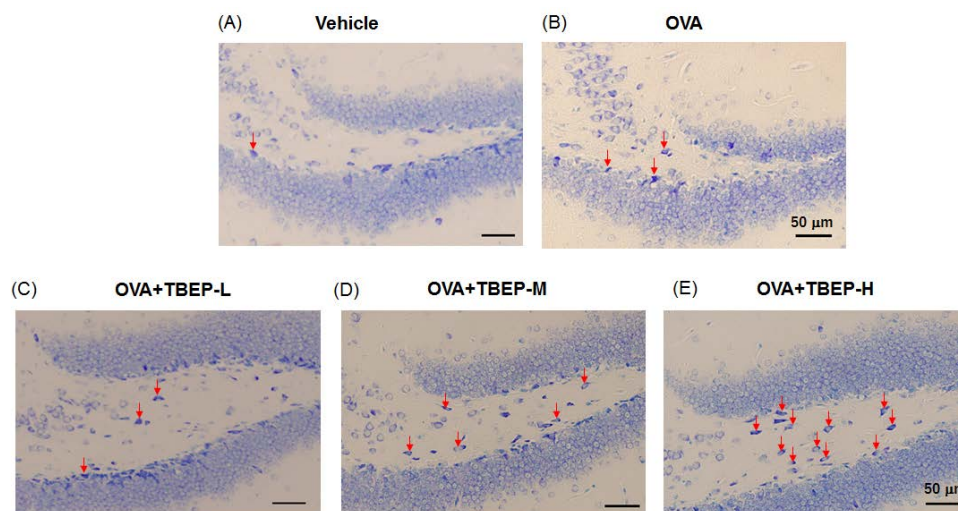 (A) Vehicle
(B) OVA
50 μm
(C) OVA+TBEP-L
(D) OVA+TBEP-M
(E) OVA+TBEP-H
50 μm